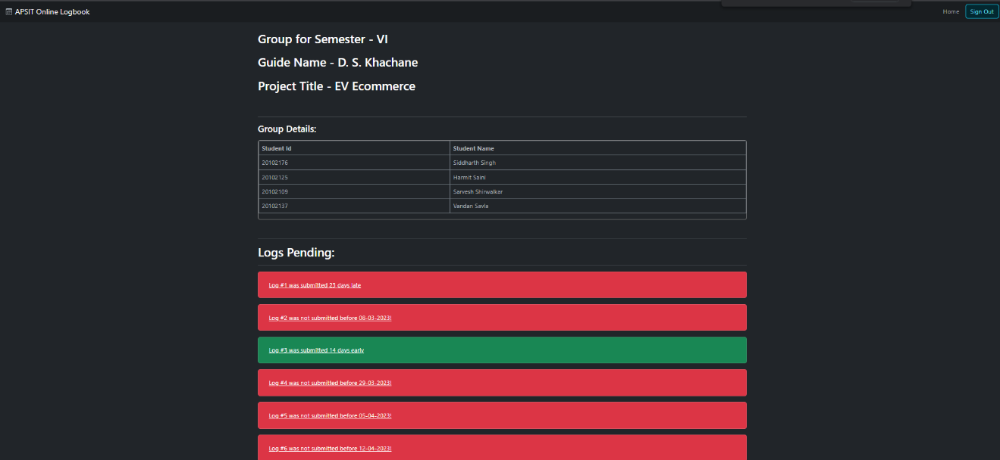 APSIT Online Logbook
Home
Sign Out
Group for Semester - VI
Guide Name - D. S. Khachane
Project Title - EV Ecommerce
Group Details:
Student Id Student Name
20102176 Siddharth Singh
20102125 Harmit Saini
20102109 Sarvesh Shirwalkar
20102137 Vandan Savla
Logs Pending:
Log #1 was submitted 23 days late
Log #2 was not submitted before 08-03-2023!
Log #3 was submitted 14 days early
Log #4 was not submitted before 29-03-2023!
Log #5 was not submitted before 05-04-2023!
Log #6 was not submitted before 12-04-2023!